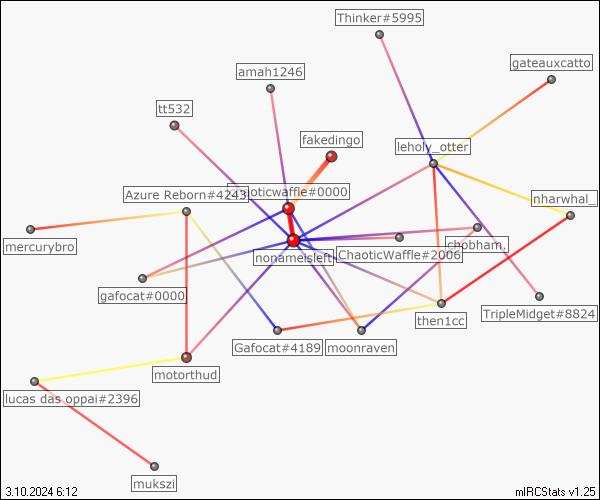 Thinker#5995
gateauxcatto
amah1246
tt532
fakedingo
leholy_otter
Azure Reborn#4243
haoticwaffle#0000
nharwhal_
mercurybro
chobham.
nonameisleft
ChaoticWaffle#2006
gafocat#0000
TripleMidget#8824
then1cc
Gafocat#4189
moonraven
motorthud
lucas das oppai#2396
mukszi
3.10.2024 6:12
mIRCStats v1.25